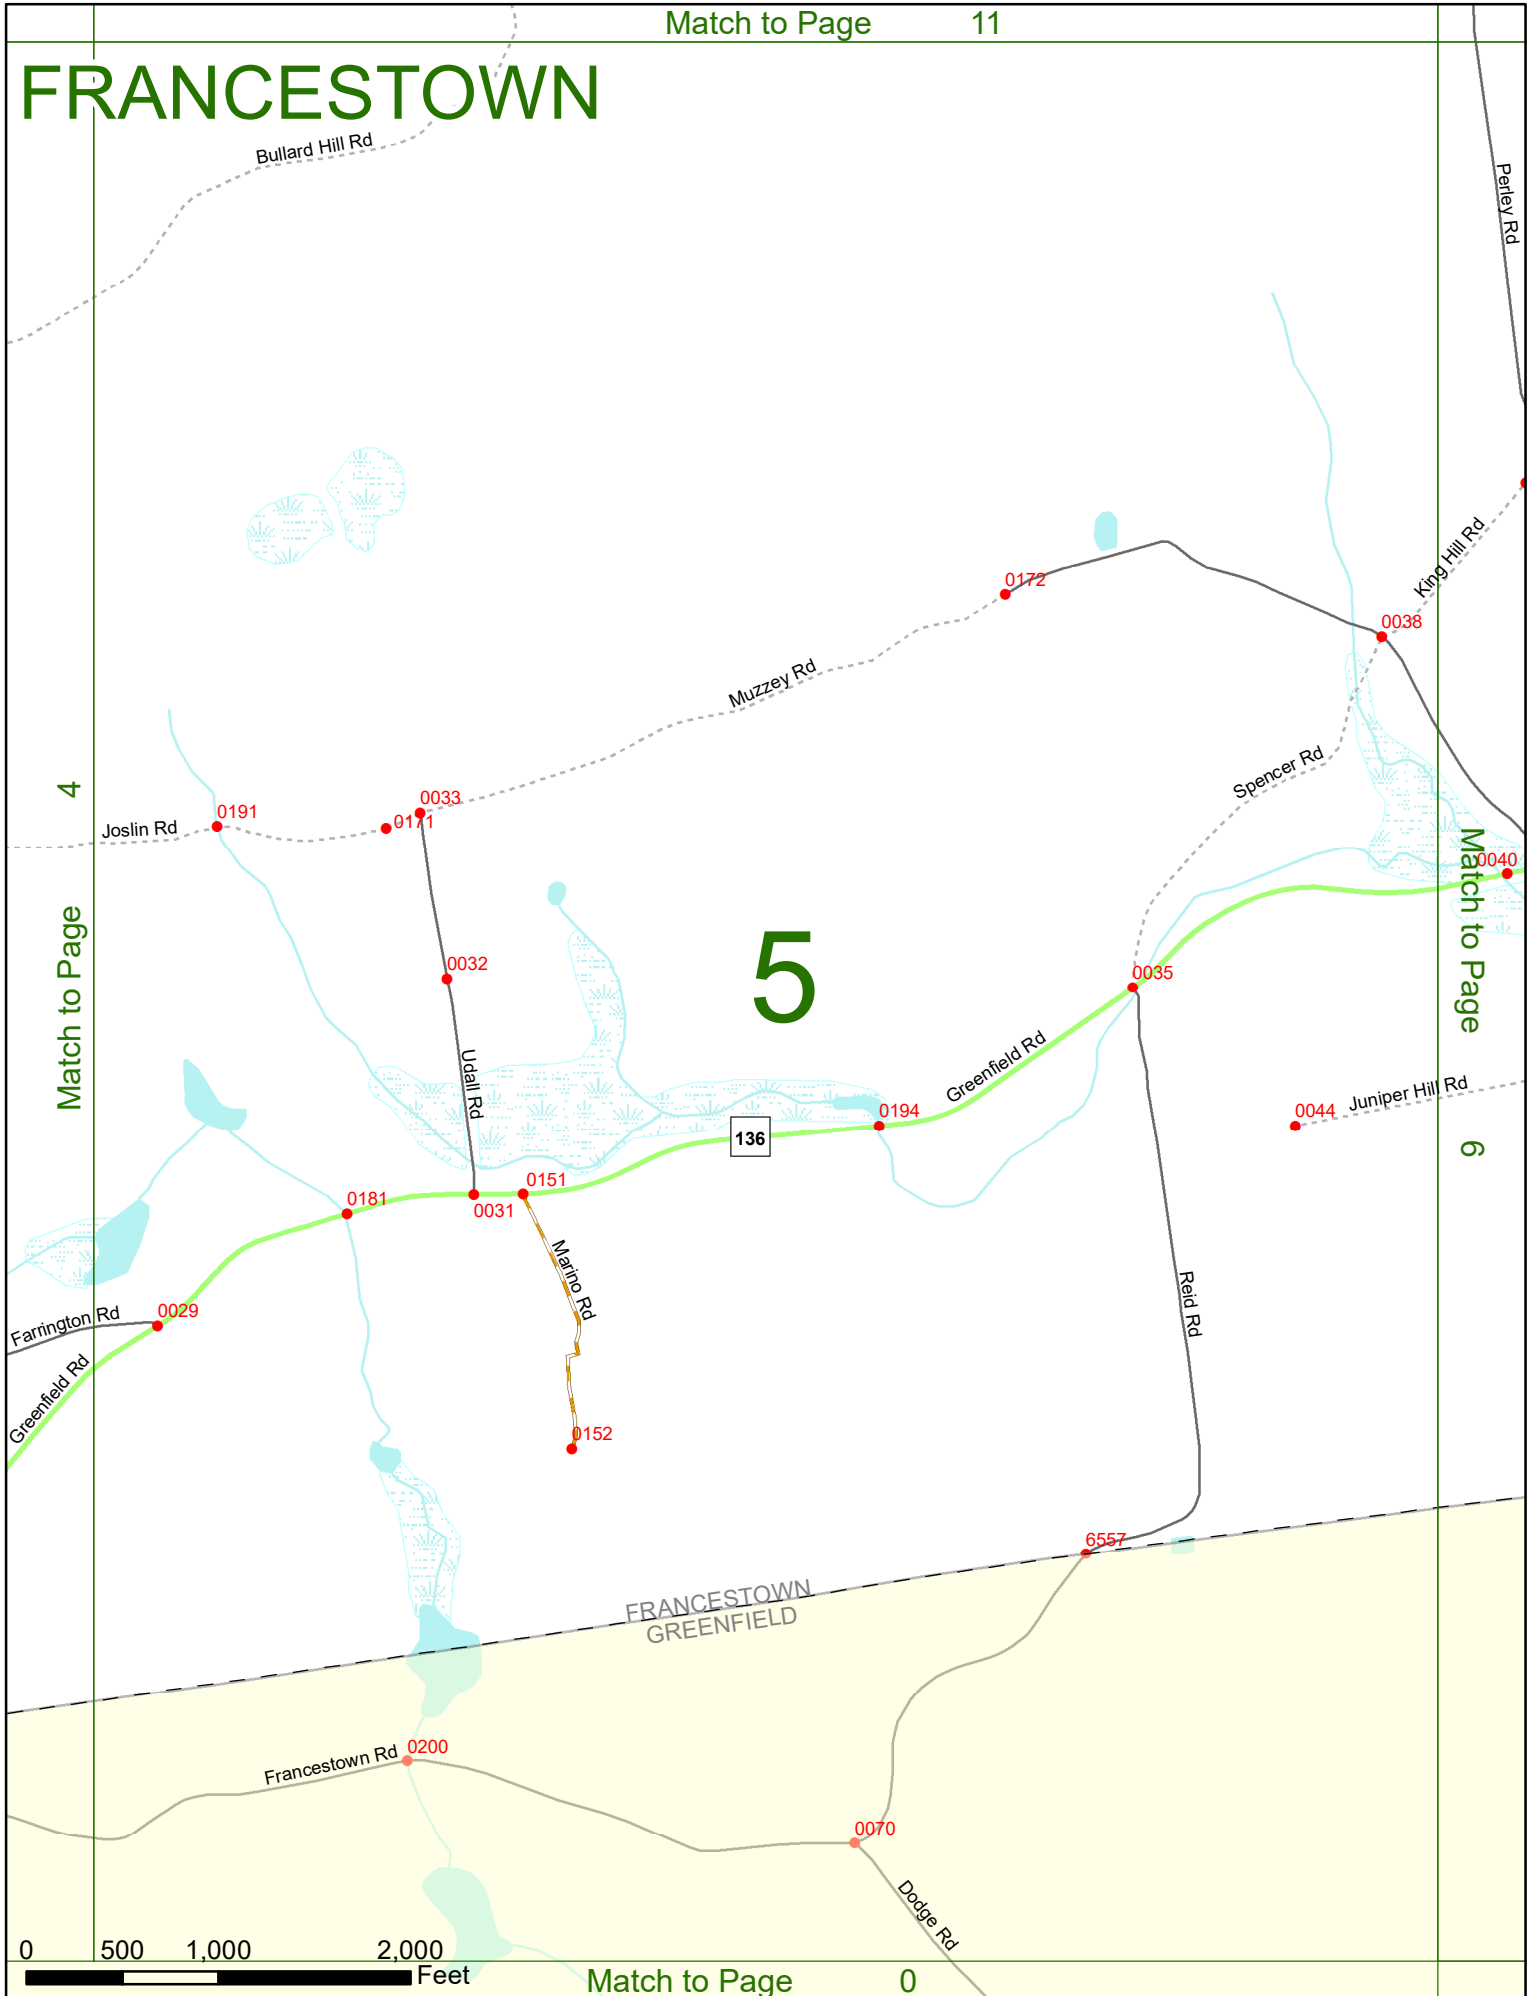 Match to Page 11
FRANCESTOWN
Bullard Hill Rd
Perley Rd
King Hill Rd
0172
0038
Muzzey Rd
Spencer Rd
4
Match to Page
0033
0191
0171
Joslin Rd
Match to Page
6
0040
5
0032
0035
Udall Rd
Greenfield Rd
Juniper Hill Rd
0044
0194
136
0151
0181
0031
Marino Rd
Reid Rd
0029
Farrington Rd
Greenfield Rd
0152
6557
FRANCESTOWN
GREENFIELD
0200
Francestown Rd
0070
Dodge Rd
0 500 1,000 2,000
Feet
Match to Page 0